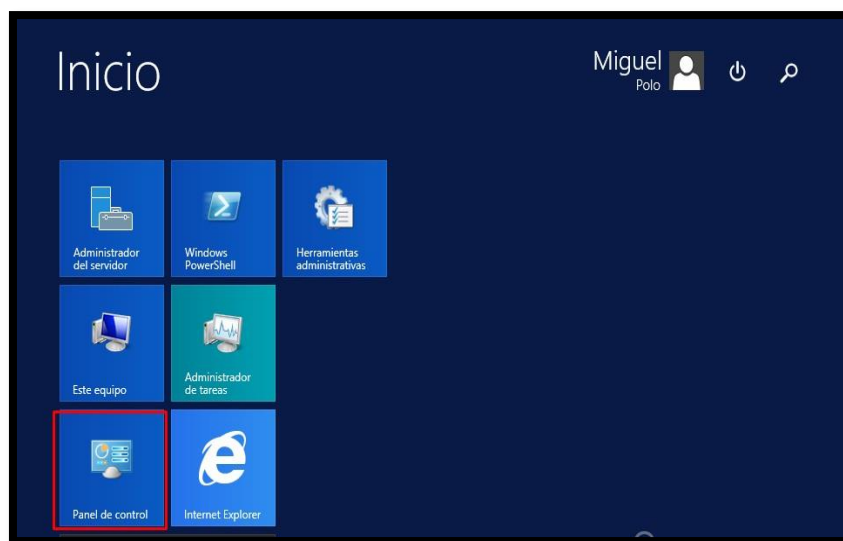 Inicio
Miguel
Polo
Administrador
del servidor
Windows
PowerShell
Herramientas
administrativas
Este equipo
Administrador
de tareas
Panel de control
Internet Explorer